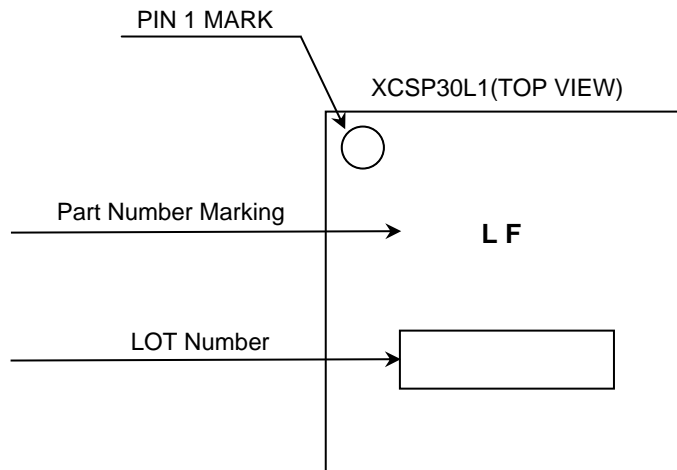 PIN 1 MARK
XCSP30L1(TOP VIEW)
Part Number Marking
L F
LOT Number